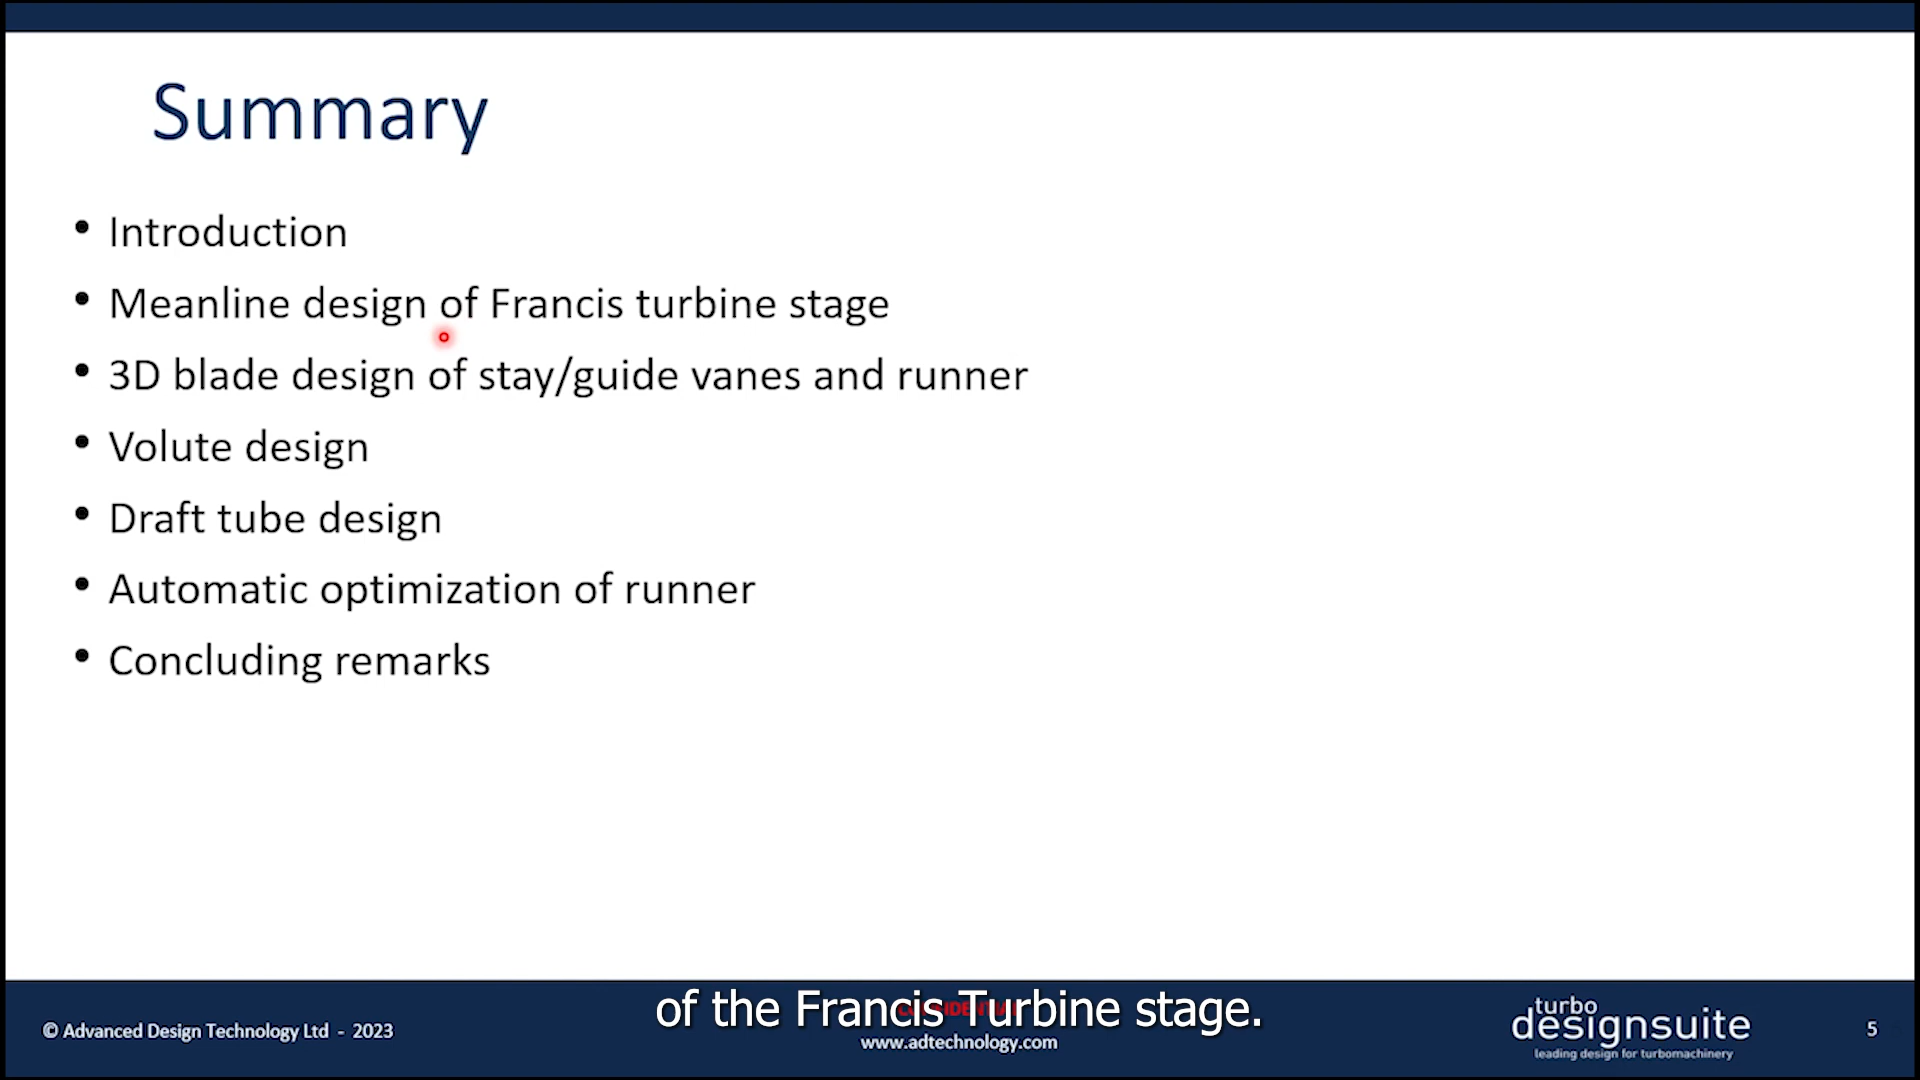 Summary
• Introduction
• Meanline design of Francis turbine stage
• 3D blade design of stay/guide vanes and runner
• Volute design
• Draft tube design
• Automatic optimization of runner
• Concluding remarks
of the Francis Turbine stage.
© Advanced Design Technology Ltd - 2023
www.adtechnology.com
turbo
designsuite
leading design for turbomachinery
5